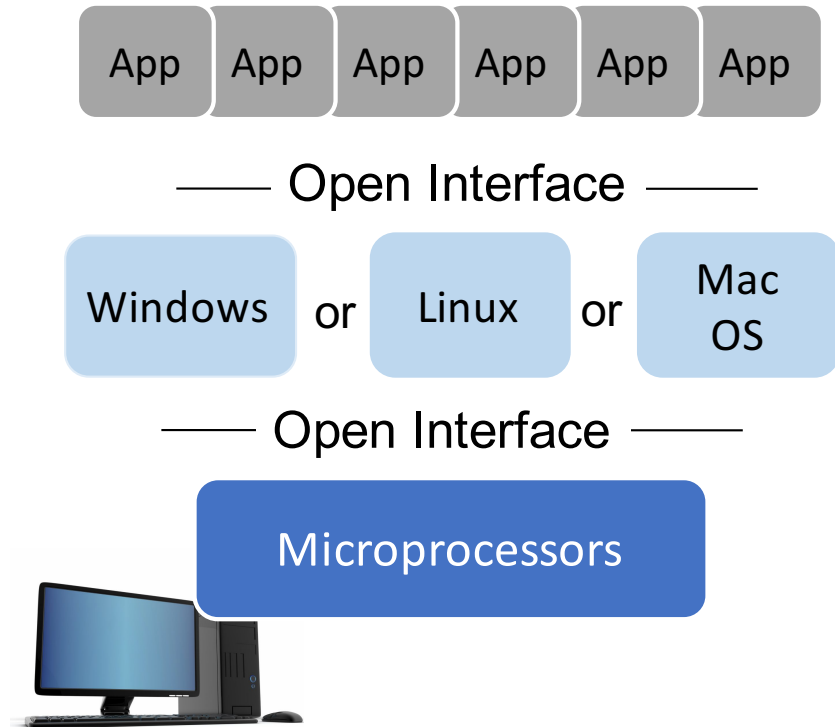 App App App App App App
Open Interface
Windows or Linux or Mac OS
Open Interface
Microprocessors